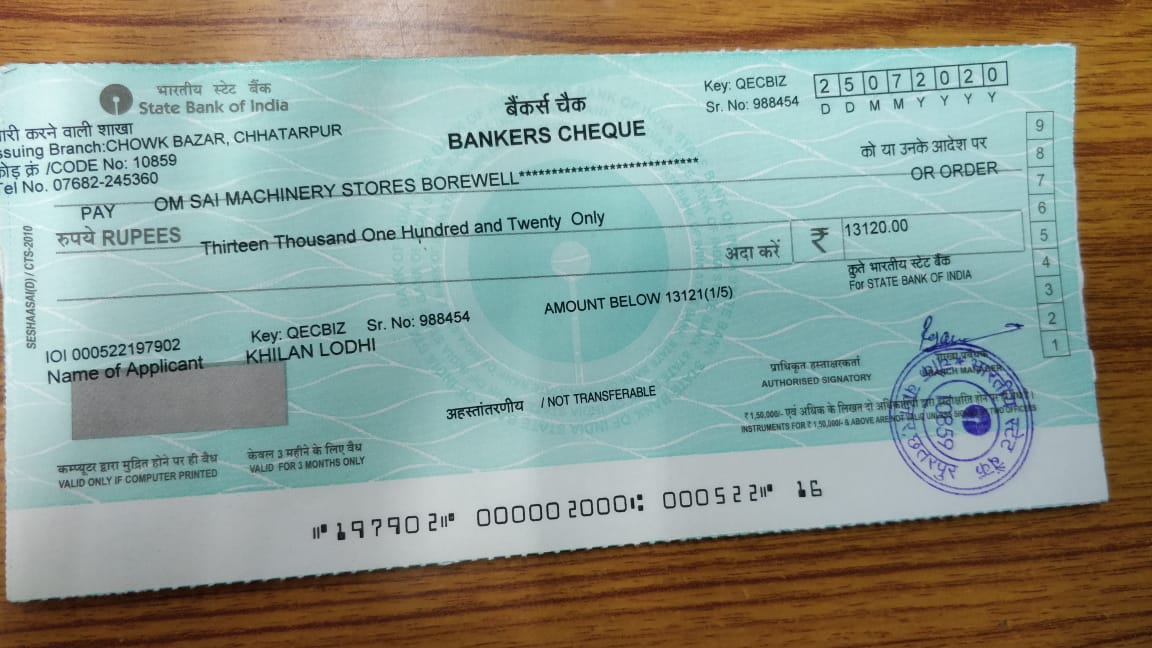 भारतीय स्टेट बैंक
State Bank of India
बैंकर्स चैक
BANKERS CHEQUE
Key: QECBIZ
Sr. No: 988454
2 5 0 7 2 0 2 0
D D M M Y Y Y Y
जारी करने वाली शाखा
Issuing Branch:CHOWK BAZAR, CHHATARPUR
कोड़ क्रं /CODE No: 10859
Tel No. 07682-245360
PAY OM SAI MACHINERY STORES BOREWELL****************************
को या उनके आदेश पर
OR ORDER
रुपये RUPEES Thirteen Thousand One Hundred and Twenty Only
अदा करें ₹ 13120.00
कृते भारतीय स्टेट बैंक
For STATE BANK OF INDIA
AMOUNT BELOW 13121(1/5)
IOI 000522197902 Key: QECBIZ Sr. No: 988454
Name of Applicant KHILAN LODHI
अहस्तांतरणीय / NOT TRANSFERABLE
प्राधिकृत हस्ताक्षरकर्ता
AUTHORISED SIGNATORY
BRANCH MANAGER
₹ 1,50,000/- एवं अधिक के लिखत दो अधिकारियों द्वारा हस्ताक्षरित होने पर ही वैध है।
INSTRUMENTS FOR ₹ 1,50,000/- & ABOVE ARE NOT VALID UNLESS SIGNED BY TWO OFFICERS
कम्प्यूटर द्वारा मुद्रित होने पर ही वैध
VALID ONLY IF COMPUTER PRINTED
केवल 3 महीने के लिए वैध
VALID FOR 3 MONTHS ONLY
197902 000002000 000522 16
SESHAASAI(D) / CTS-2010
9
8
7
6
5
4
3
2
1
भारतीय स्टेट बैंक
छतरपुर